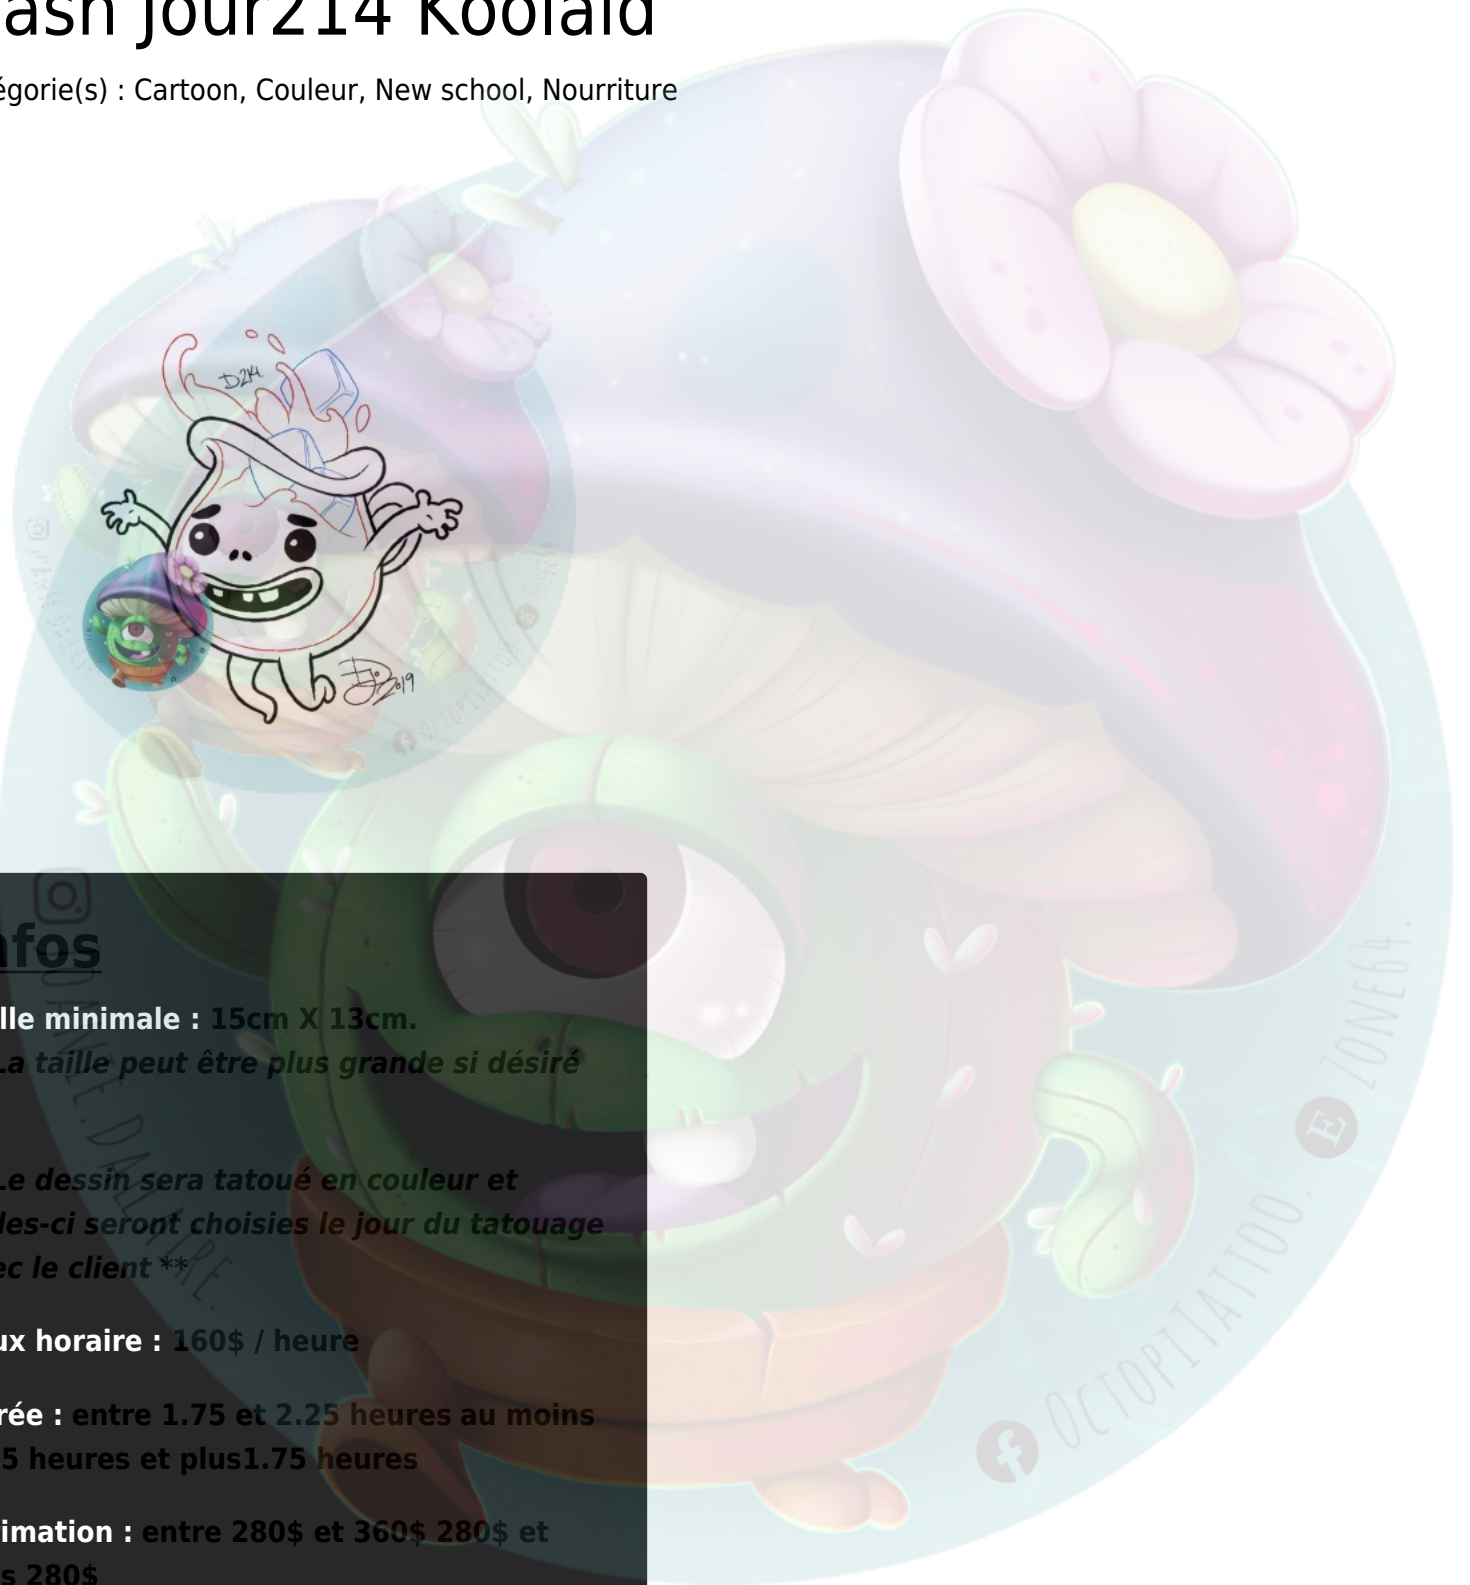 ash Jour214 Koolaid
égorie(s) : Cartoon, Couleur, New school, Nourriture
D214.
2019
nfos
lle minimale : 15cm X 13cm.
La taille peut être plus grande si désiré
Le dessin sera tatoué en couleur et
les-ci seront choisies le jour du tatouage
ec le client **
ux horaire : 160$ / heure
rée : entre 1.75 et 2.25 heures au moins
5 heures et plus1.75 heures
imation : entre 280$ et 360$ 280$ et
s 280$
DALLAIRE.
OCTOPITATTOO.
ZONE64.